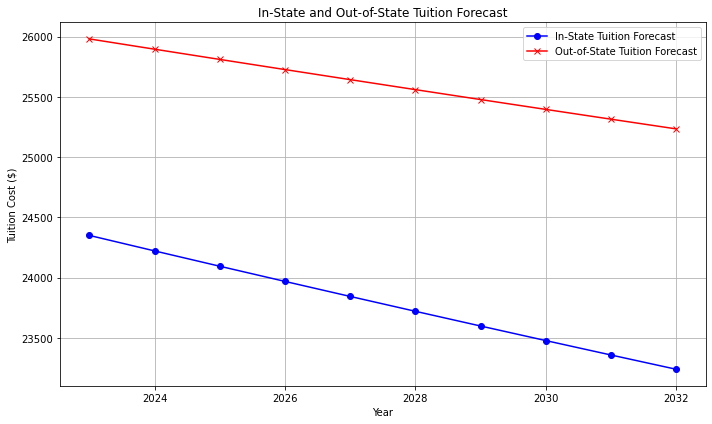 In-State and Out-of-State Tuition Forecast
In-State Tuition Forecast
Out-of-State Tuition Forecast
26000
25500
25000
24500
24000
23500
Tuition Cost ($)
2024
2026
2028
2030
2032
Year